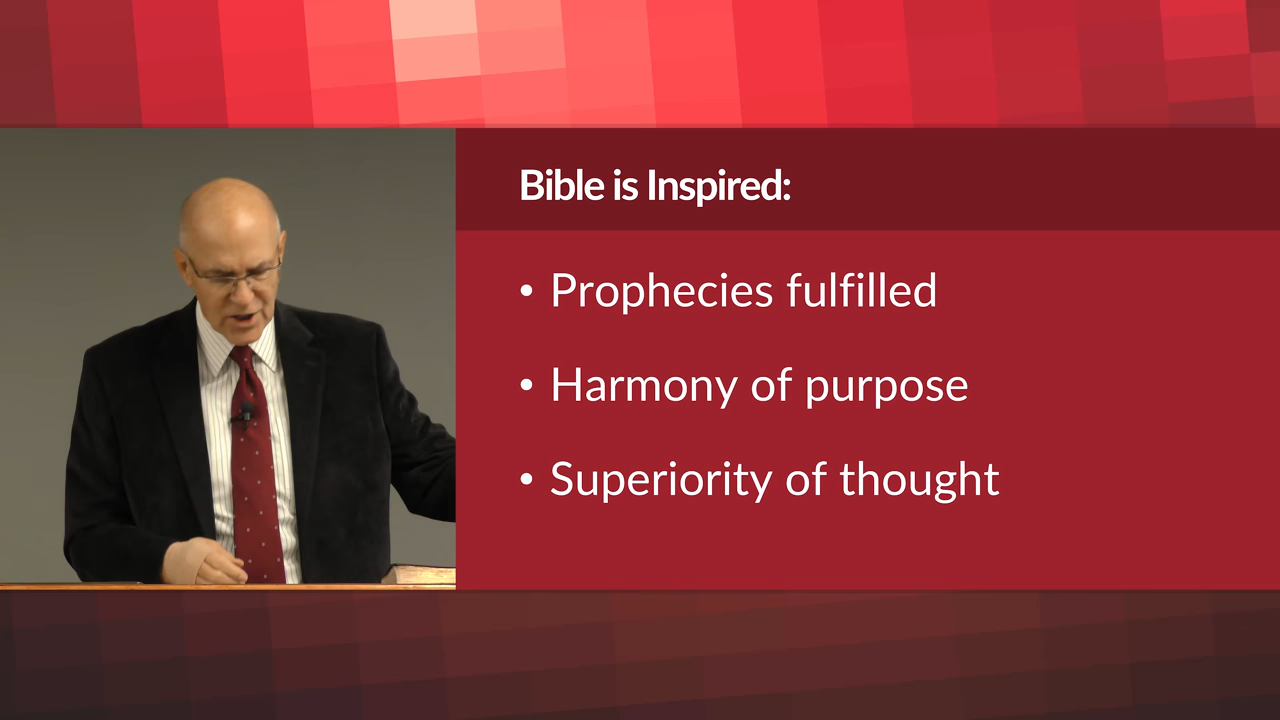 Bible is Inspired:
• Prophecies fulfilled
• Harmony of purpose
• Superiority of thought